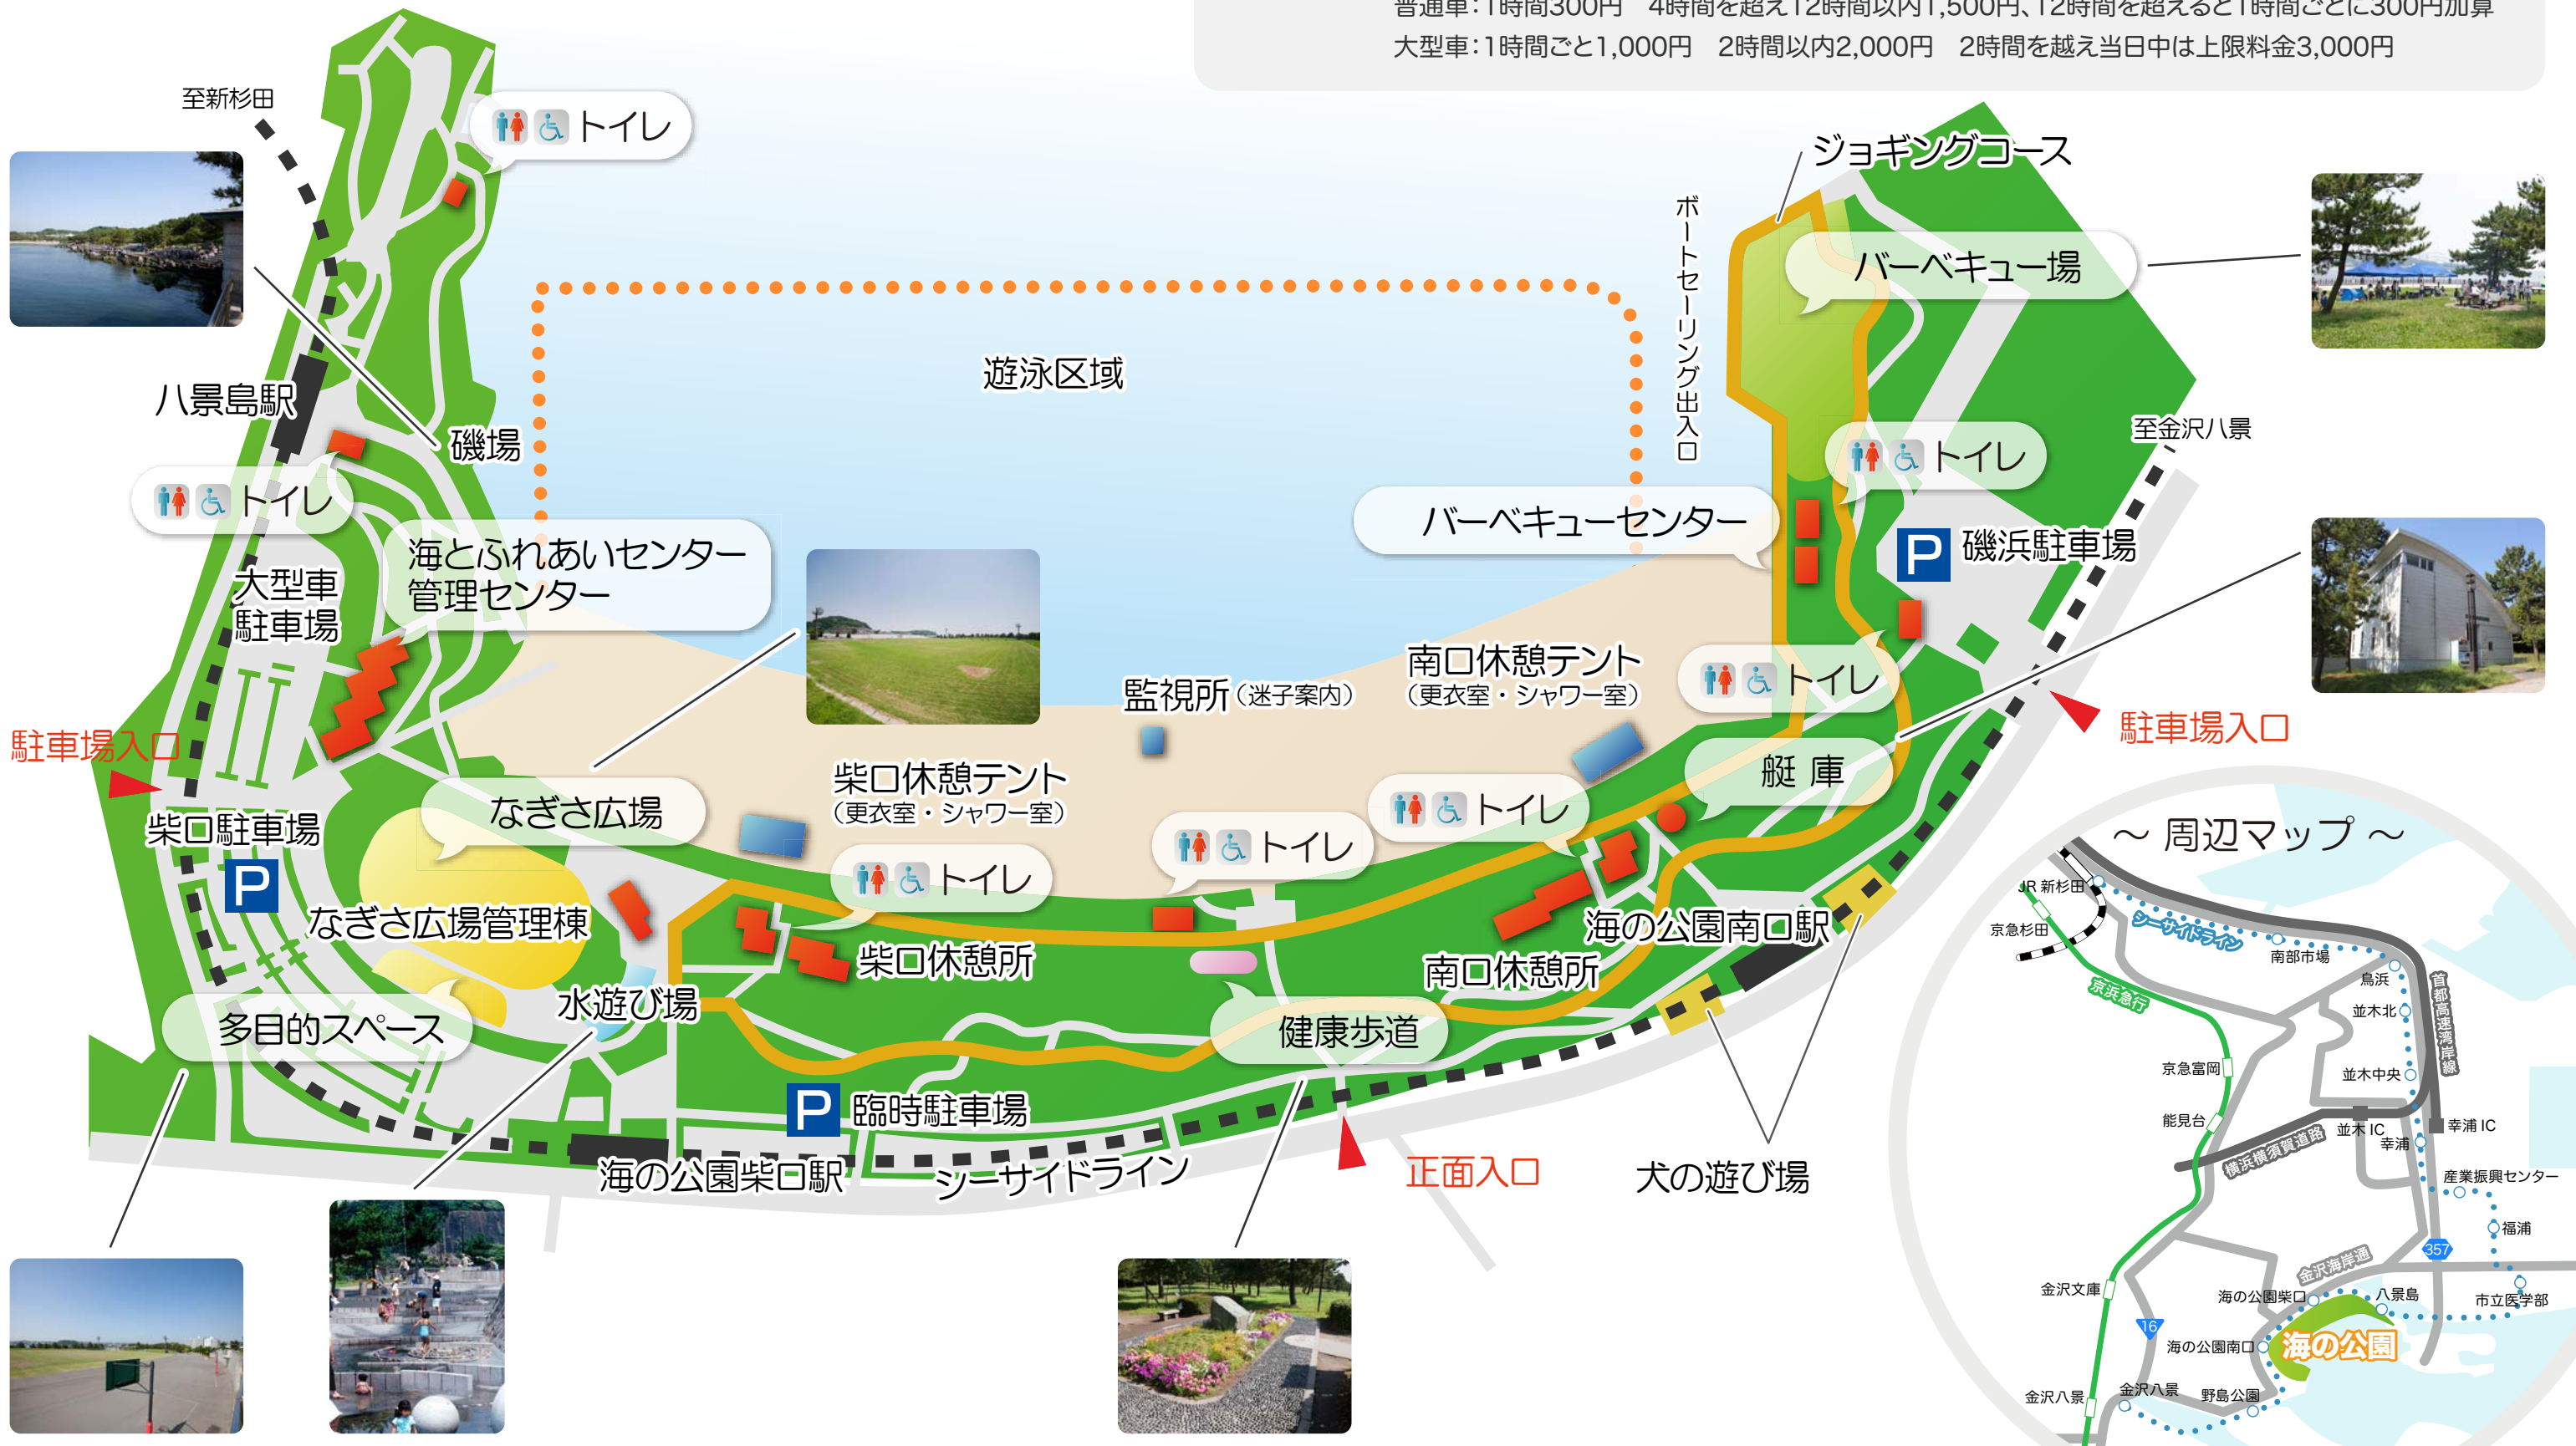 普通車：1時間300円　4時間を超え12時間以内1,500円、12時間を超えると1時間ごとに300円加算
大型車：1時間ごと1,000円　2時間以内2,000円　2時間を越え当日中は上限料金3,000円
至新杉田
トイレ
ジョギングコース
ボートセーリング出入口
バーベキュー場
遊泳区域
八景島駅
磯場
至金沢八景
トイレ
トイレ
バーベキューセンター
P 磯浜駐車場
海とふれあいセンター
管理センター
大型車
駐車場
南口休憩テント
（更衣室・シャワー室）
監視所（迷子案内）
トイレ
駐車場入口
駐車場入口
艇 庫
柴口休憩テント
（更衣室・シャワー室）
なぎさ広場
トイレ
柴口駐車場
P
トイレ
トイレ
なぎさ広場管理棟
海の公園南口駅
柴口休憩所
南口休憩所
水遊び場
多目的スペース
健康歩道
P 臨時駐車場
海の公園柴口駅
シーサイドライン
正面入口
犬の遊び場
～ 周辺マップ ～
JR 新杉田
京急杉田
シーサイドライン
南部市場
鳥浜
首都高速湾岸線
京浜急行
並木北
京急富岡
並木中央
能見台
並木 IC
幸浦 IC
幸浦
横浜横須賀道路
産業振興センター
福浦
357
金沢海岸通
金沢文庫
海の公園柴口
八景島
市立医学部
16
海の公園南口
海の公園
金沢八景
金沢八景
野島公園